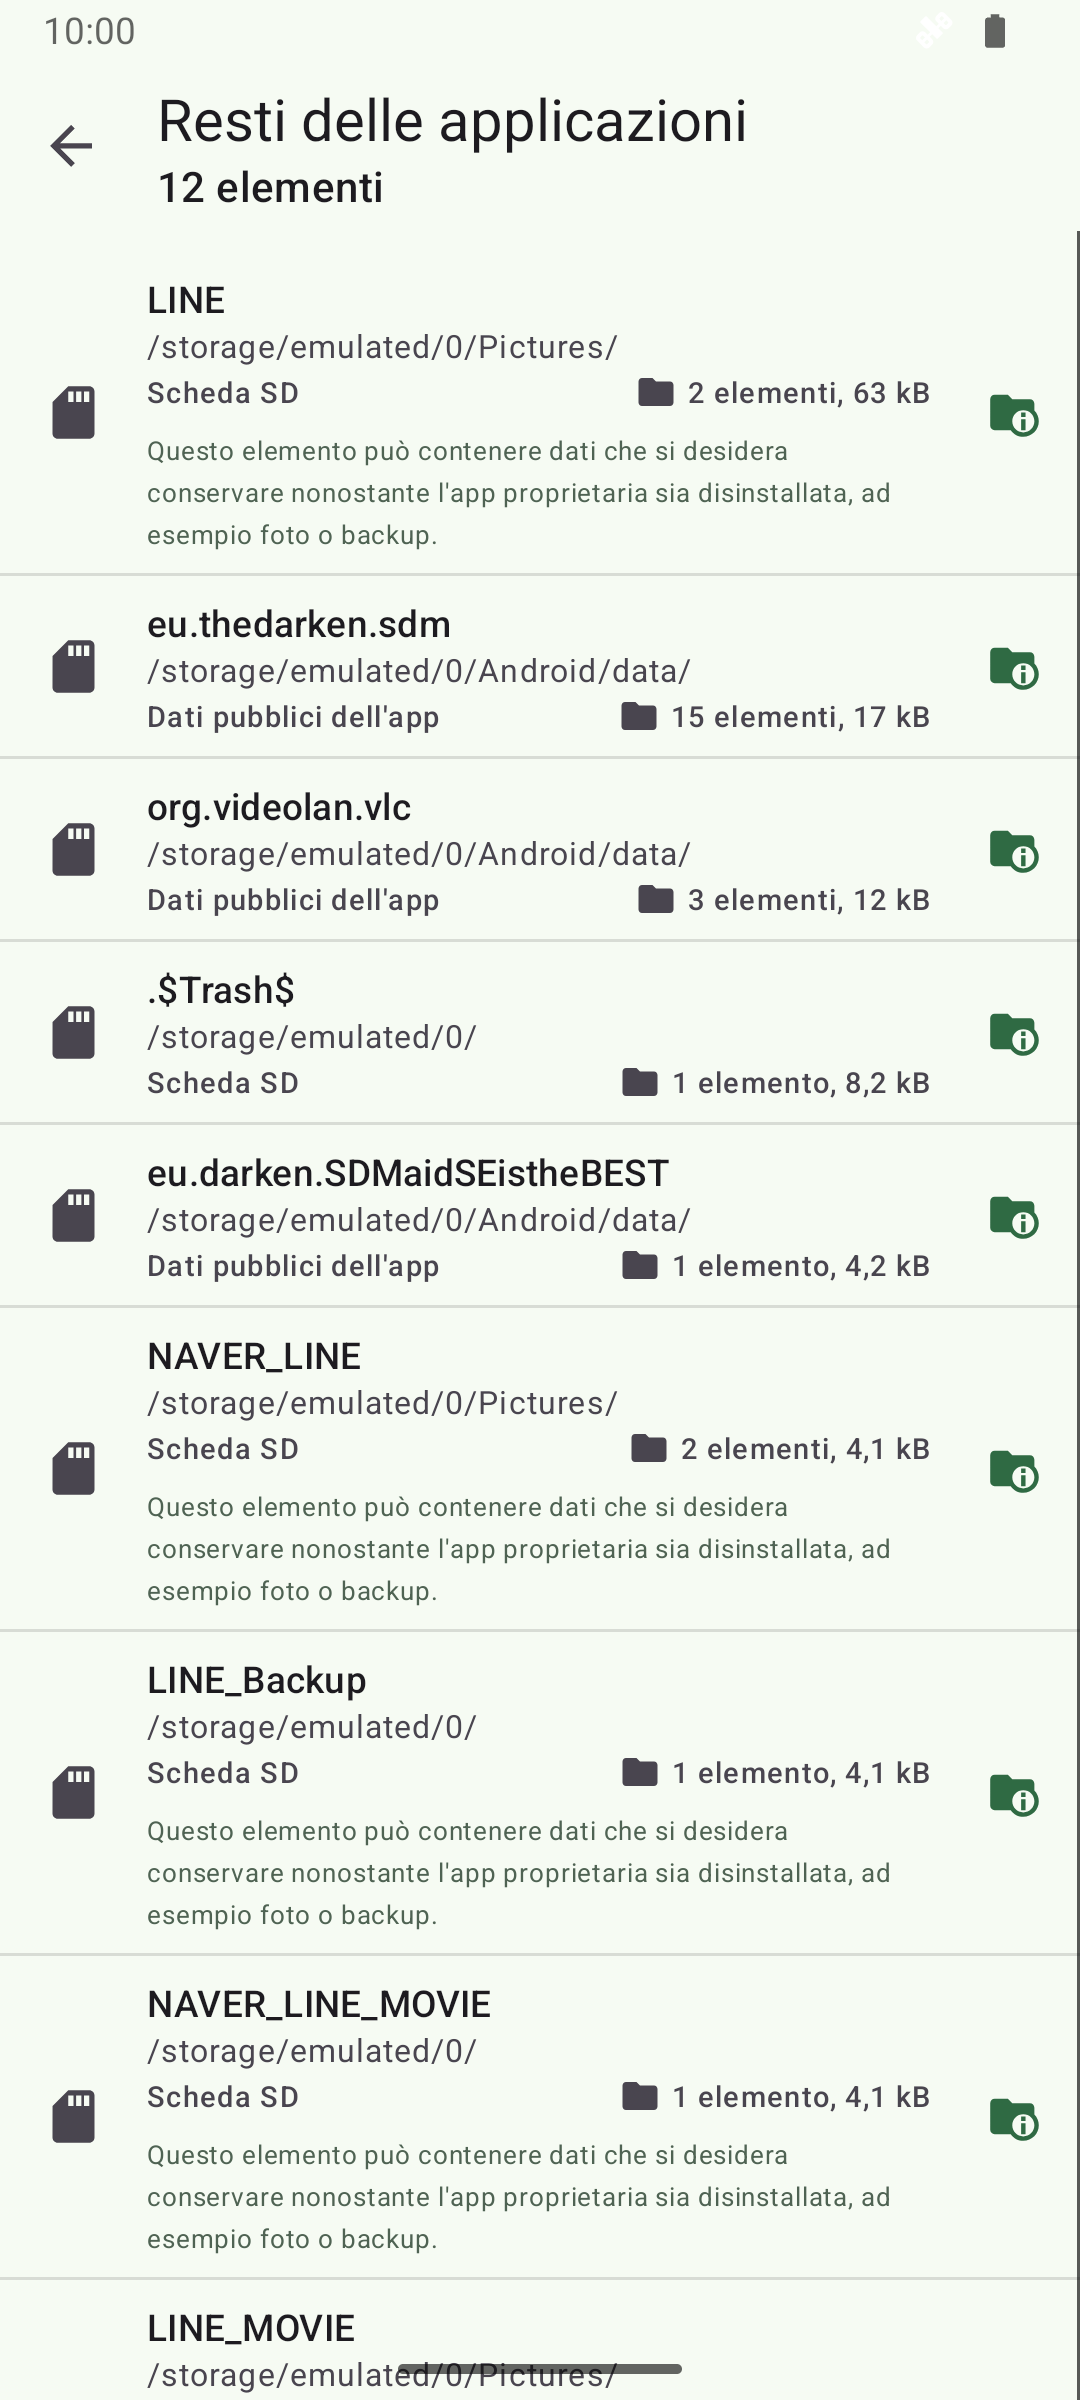 10:00
Resti delle applicazioni
12 elementi
LINE
/storage/emulated/0/Pictures/
Scheda SD 2 elementi, 63 kB
Questo elemento può contenere dati che si desidera
conservare nonostante l'app proprietaria sia disinstallata, ad
esempio foto o backup.
eu.thedarken.sdm
/storage/emulated/0/Android/data/
Dati pubblici dell'app 15 elementi, 17 kB
org.videolan.vlc
/storage/emulated/0/Android/data/
Dati pubblici dell'app 3 elementi, 12 kB
.$Trash$
/storage/emulated/0/
Scheda SD 1 elemento, 8,2 kB
eu.darken.SDMaidSEistheBEST
/storage/emulated/0/Android/data/
Dati pubblici dell'app 1 elemento, 4,2 kB
NAVER_LINE
/storage/emulated/0/Pictures/
Scheda SD 2 elementi, 4,1 kB
Questo elemento può contenere dati che si desidera
conservare nonostante l'app proprietaria sia disinstallata, ad
esempio foto o backup.
LINE_Backup
/storage/emulated/0/
Scheda SD 1 elemento, 4,1 kB
Questo elemento può contenere dati che si desidera
conservare nonostante l'app proprietaria sia disinstallata, ad
esempio foto o backup.
NAVER_LINE_MOVIE
/storage/emulated/0/
Scheda SD 1 elemento, 4,1 kB
Questo elemento può contenere dati che si desidera
conservare nonostante l'app proprietaria sia disinstallata, ad
esempio foto o backup.
LINE_MOVIE
/storage/emulated/0/Pictures/